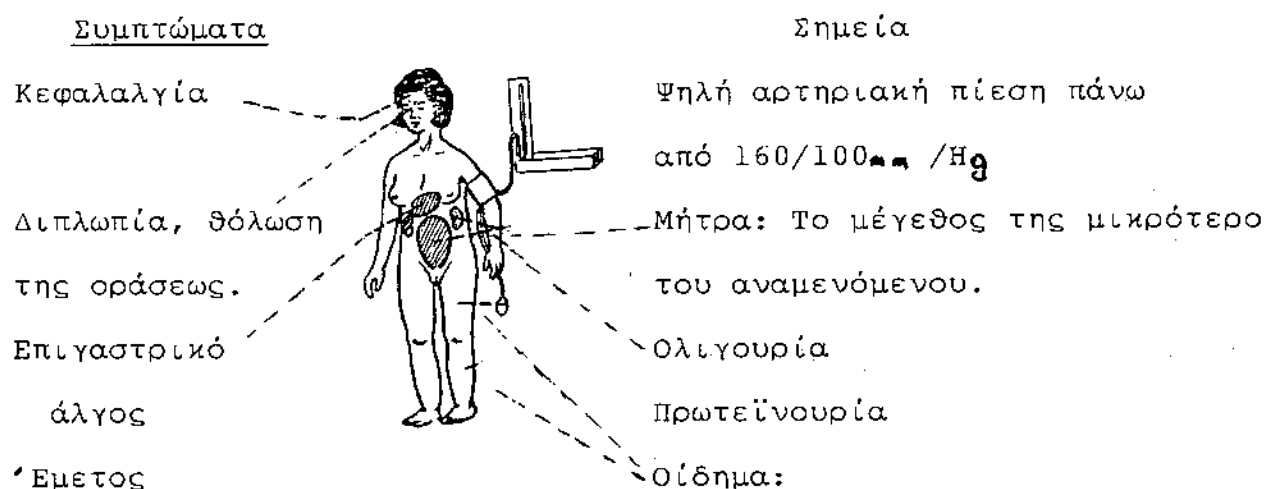 Συμπτώματα
Κεφαλαλγία
Διπλωπία, θόλωση
της οράσεως.
Επιγαστρικό
άλγος
Έμετος
Σημεία
Ψηλή αρτηριακή πίεση πάνω
από 160/100mm /Hg
Μήτρα: Το μέγεθος της μικρότερο
του αναμενόμενου.
Ολιγουρία
Πρωτεϊνουρία
Οίδημα: